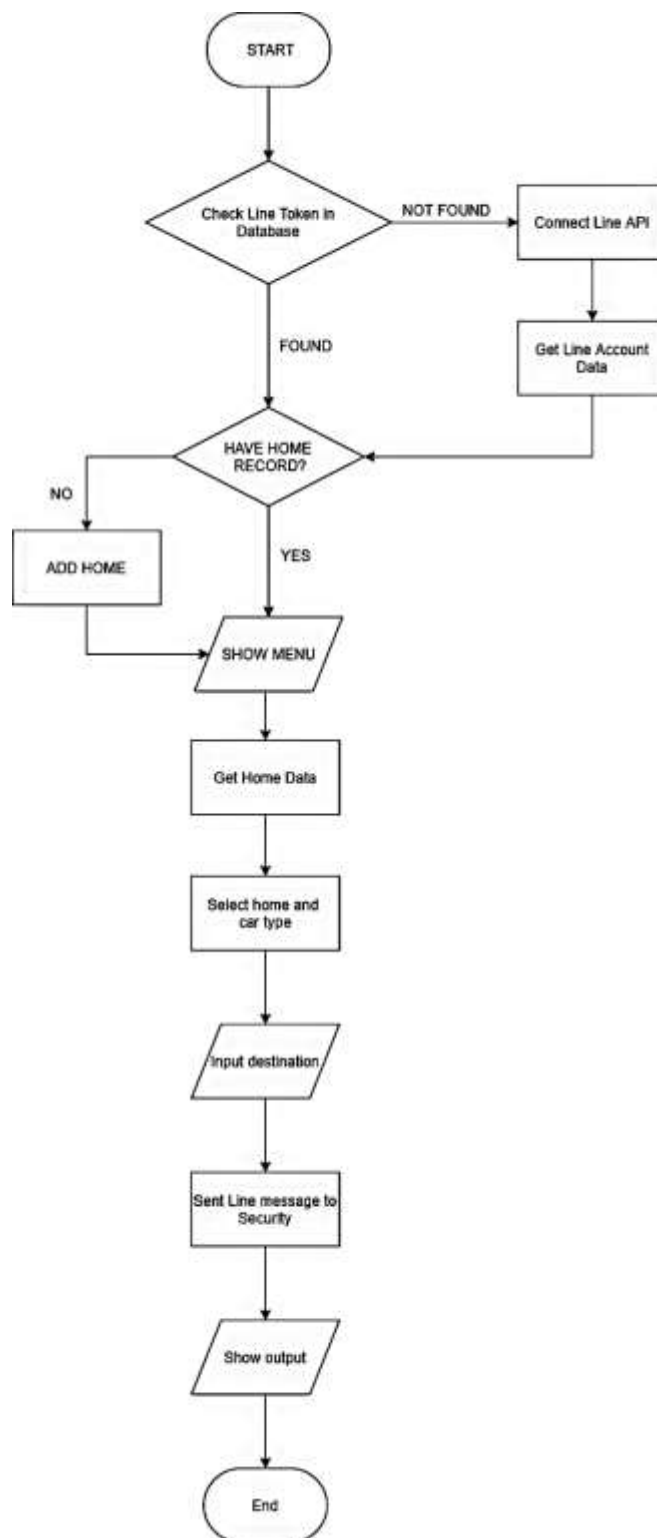 START
Check Line Token in
Database
NOT FOUND
Connect Line API
FOUND
Get Line Account
Data
HAVE HOME
RECORD?
NO
ADD HOME
YES
SHOW MENU
Get Home Data
Select home and
car type
Input destination
Sent Line message to
Security
Show output
End